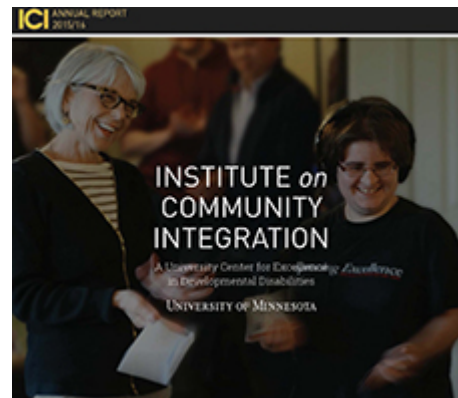 ICI ANNUAL REPORT
2015/16
INSTITUTE on
COMMUNITY
INTEGRATION
A University Center for Excellence
in Developmental Disabilities
UNIVERSITY OF MINNESOTA
Excellence